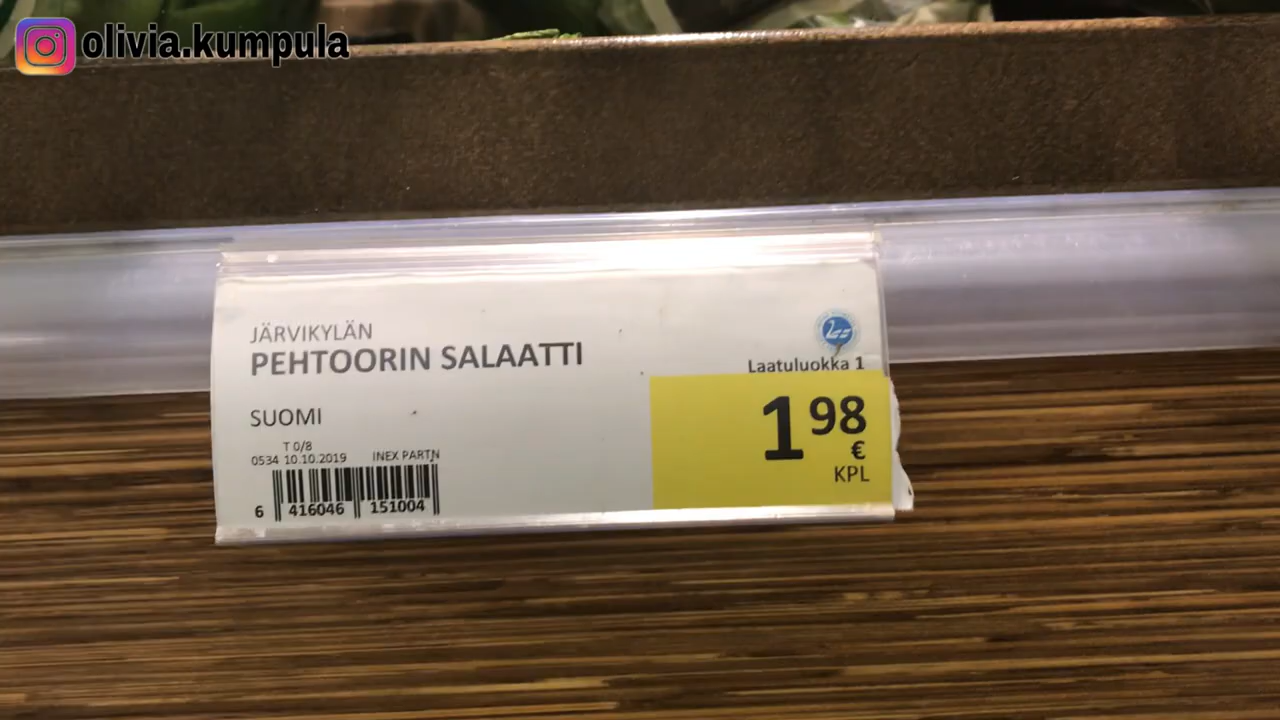 olivia.kumpula
JÄRVIKYLÄN
PEHTOORIN SALAATTI
Laatuluokka 1
SUOMI
1 98
€
KPL
T 0/8
0534 10.10.2019 INEX PARTN
6 416046 151004